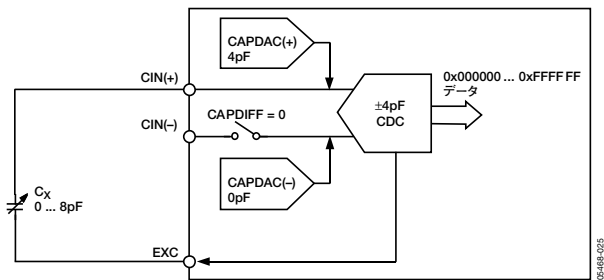 CAPDAC(+)
4pF
CIN(+)
0x000000 ... 0xFFFFFF
データ
CAPDIFF = 0
±4pF
CDC
CIN(–)
CAPDAC(–)
0pF
CX
0 ... 8pF
EXC
05468-025